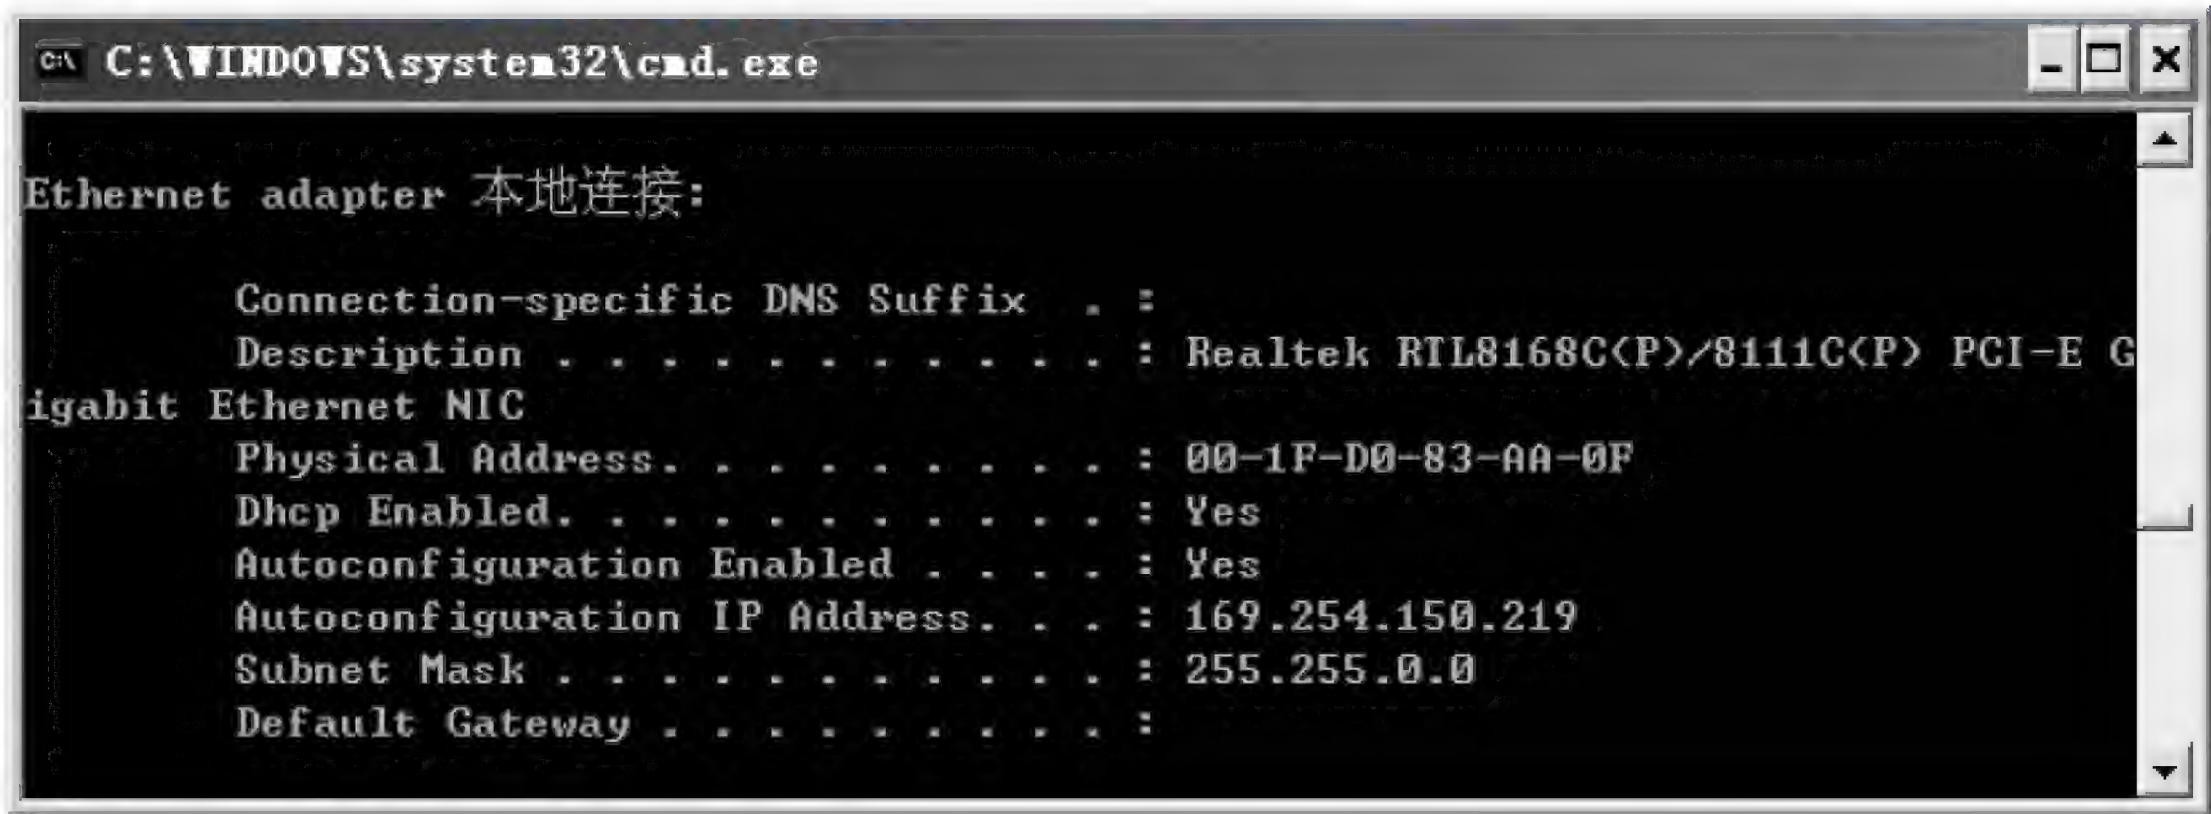 C:\WINDOWS\system32\cmd.exe
Ethernet adapter 本地连接:
Connection-specific DNS Suffix  . :
Description . . . . . . . . . . . : Realtek RTL8168C(P)/8111C(P) PCI-E G
igabit Ethernet NIC
Physical Address. . . . . . . . . : 00-1F-D0-83-AA-0F
Dhcp Enabled. . . . . . . . . . . : Yes
Autoconfiguration Enabled . . . . : Yes
Autoconfiguration IP Address. . . : 169.254.150.219
Subnet Mask . . . . . . . . . . . : 255.255.0.0
Default Gateway . . . . . . . . . :